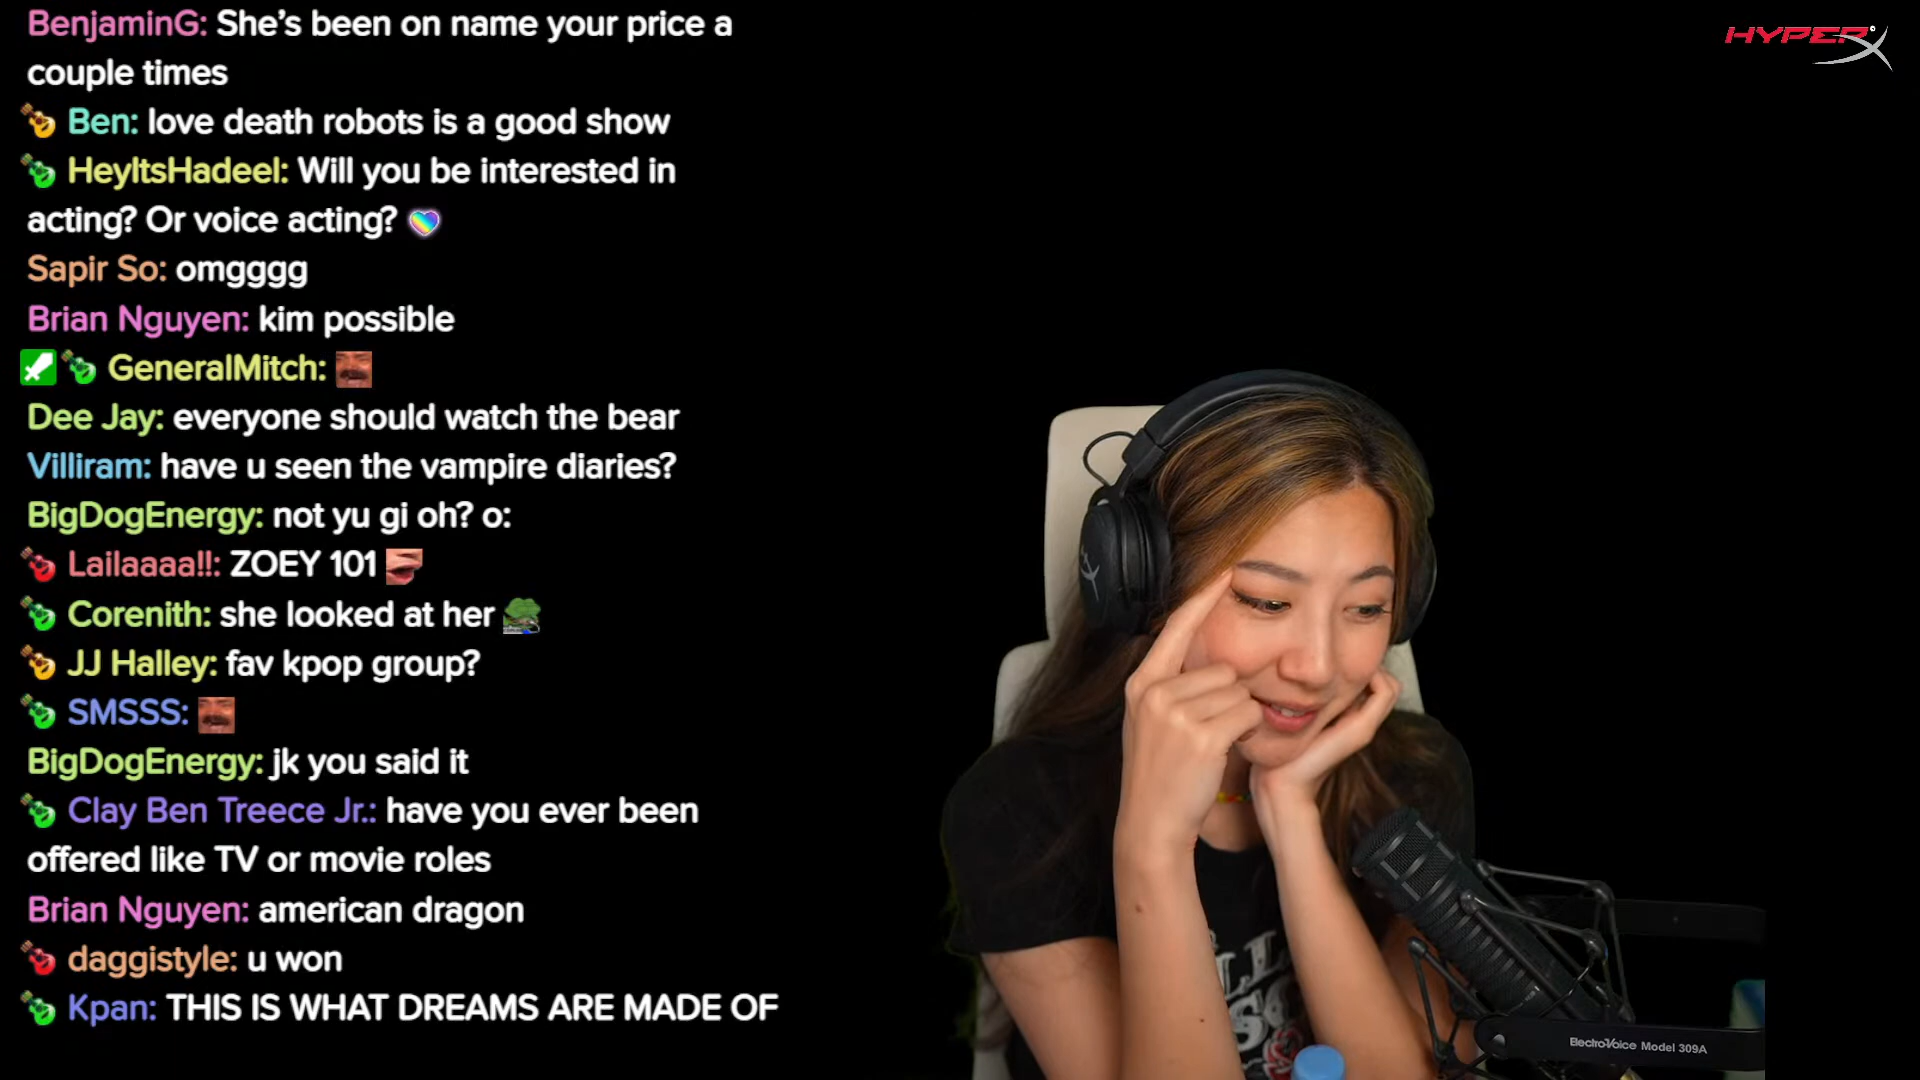 BenjaminG: She's been on name your price a
couple times
Ben: love death robots is a good show
HeyItsHadeel: Will you be interested in
acting? Or voice acting?
Sapir So: omgggg
Brian Nguyen: kim possible
GeneralMitch:
Dee Jay: everyone should watch the bear
Villiram: have u seen the vampire diaries?
BigDogEnergy: not yu gi oh? o:
Lailaaaa!!: ZOEY 101
Corenith: she looked at her
JJ Halley: fav kpop group?
SMSSS:
BigDogEnergy: jk you said it
Clay Ben Treece Jr.: have you ever been
offered like TV or movie roles
Brian Nguyen: american dragon
daggistyle: u won
Kpan: THIS IS WHAT DREAMS ARE MADE OF
HYPERX
ElectroVoice Model 309A